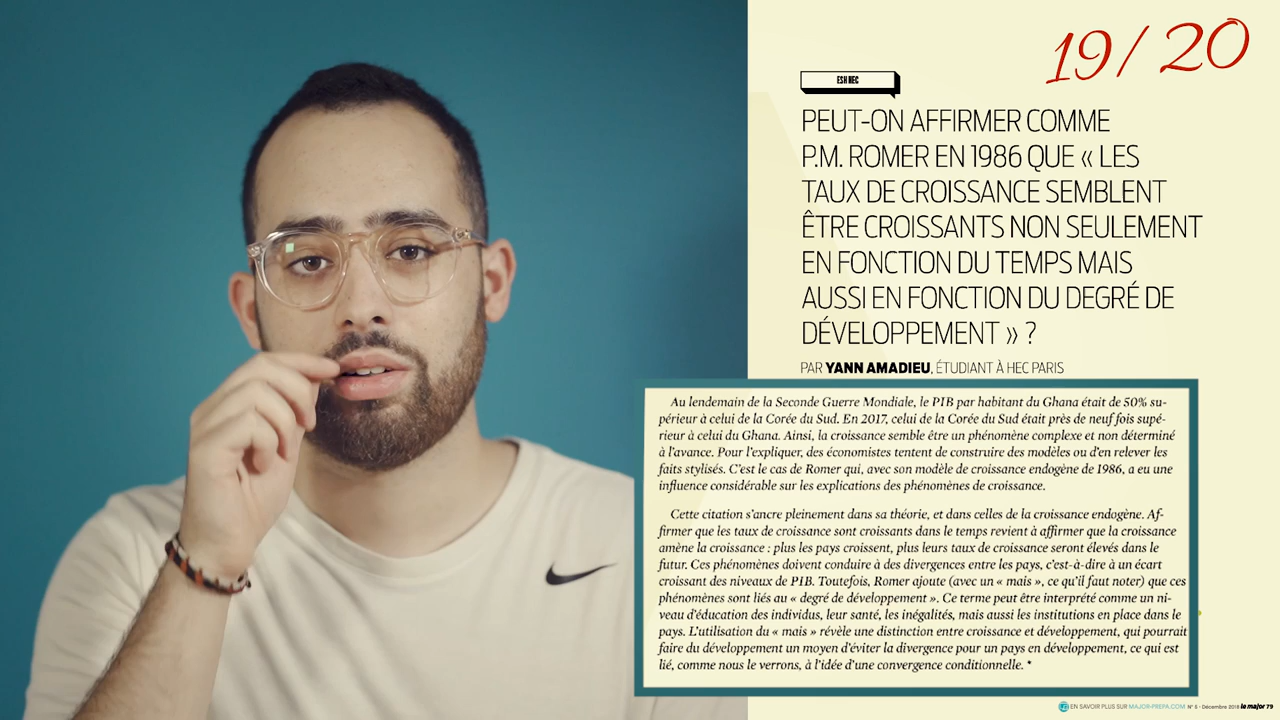 19/20
ESH HEC
PEUT-ON AFFIRMER COMME
P.M. ROMER EN 1986 QUE « LES
TAUX DE CROISSANCE SEMBLENT
ÊTRE CROISSANTS NON SEULEMENT
EN FONCTION DU TEMPS MAIS
AUSSI EN FONCTION DU DEGRÉ DE
DÉVELOPPEMENT » ?
PAR YANN AMADIEU, ÉTUDIANT À HEC PARIS
Au lendemain de la Seconde Guerre Mondiale, le PIB par habitant du Ghana était de 50% su-
périeur à celui de la Corée du Sud. En 2017, celui de la Corée du Sud était près de neuf fois supé-
rieur à celui du Ghana. Ainsi, la croissance semble être un phénomène complexe et non déterminé
à l'avance. Pour l'expliquer, des économistes tentent de construire des modèles ou d'en relever les
faits stylisés. C'est le cas de Romer qui, avec son modèle de croissance endogène de 1986, a eu une
influence considérable sur les explications des phénomènes de croissance.
Cette citation s'ancre pleinement dans sa théorie, et dans celles de la croissance endogène. Af-
firmer que les taux de croissance sont croissants dans le temps revient à affirmer que la croissance
amène la croissance : plus les pays croissent, plus leurs taux de croissance seront élevés dans le
futur. Ces phénomènes doivent conduire à des divergences entre les pays, c'est-à-dire à un écart
croissant des niveaux de PIB. Toutefois, Romer ajoute (avec un « mais », ce qu'il faut noter) que ces
phénomènes sont liés au « degré de développement ». Ce terme peut être interprété comme un ni-
veau d'éducation des individus, leur santé, les inégalités, mais aussi les institutions en place dans le
pays. L'utilisation du « mais » révèle une distinction entre croissance et développement, qui pourrait
faire du développement un moyen d'éviter la divergence pour un pays en développement, ce qui est
lié, comme nous le verrons, à l'idée d'une convergence conditionnelle. *
EN SAVOIR PLUS SUR MAJOR-PREPA.COM N° 5 - Décembre 2018 le major 79